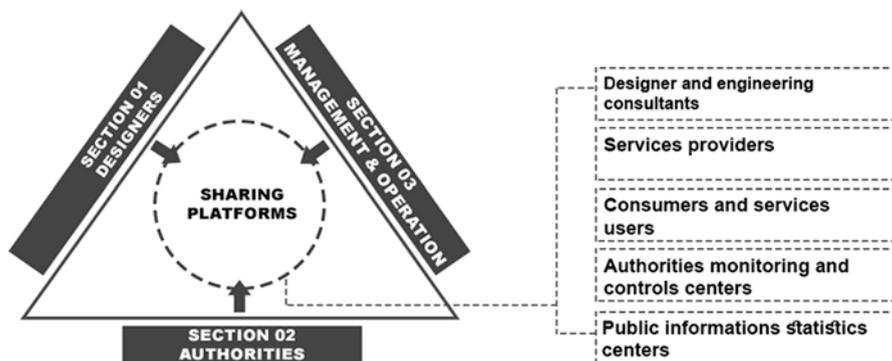 SECTION 01
DESIGNERS
SECTION 03
MANAGEMENT & OPERATION
SHARING
PLATFORMS
SECTION 02
AUTHORITIES
Designer and engineering
consultants
Services providers
Consumers and services
users
Authorities monitoring and
controls centers
Public informations statistics
centers